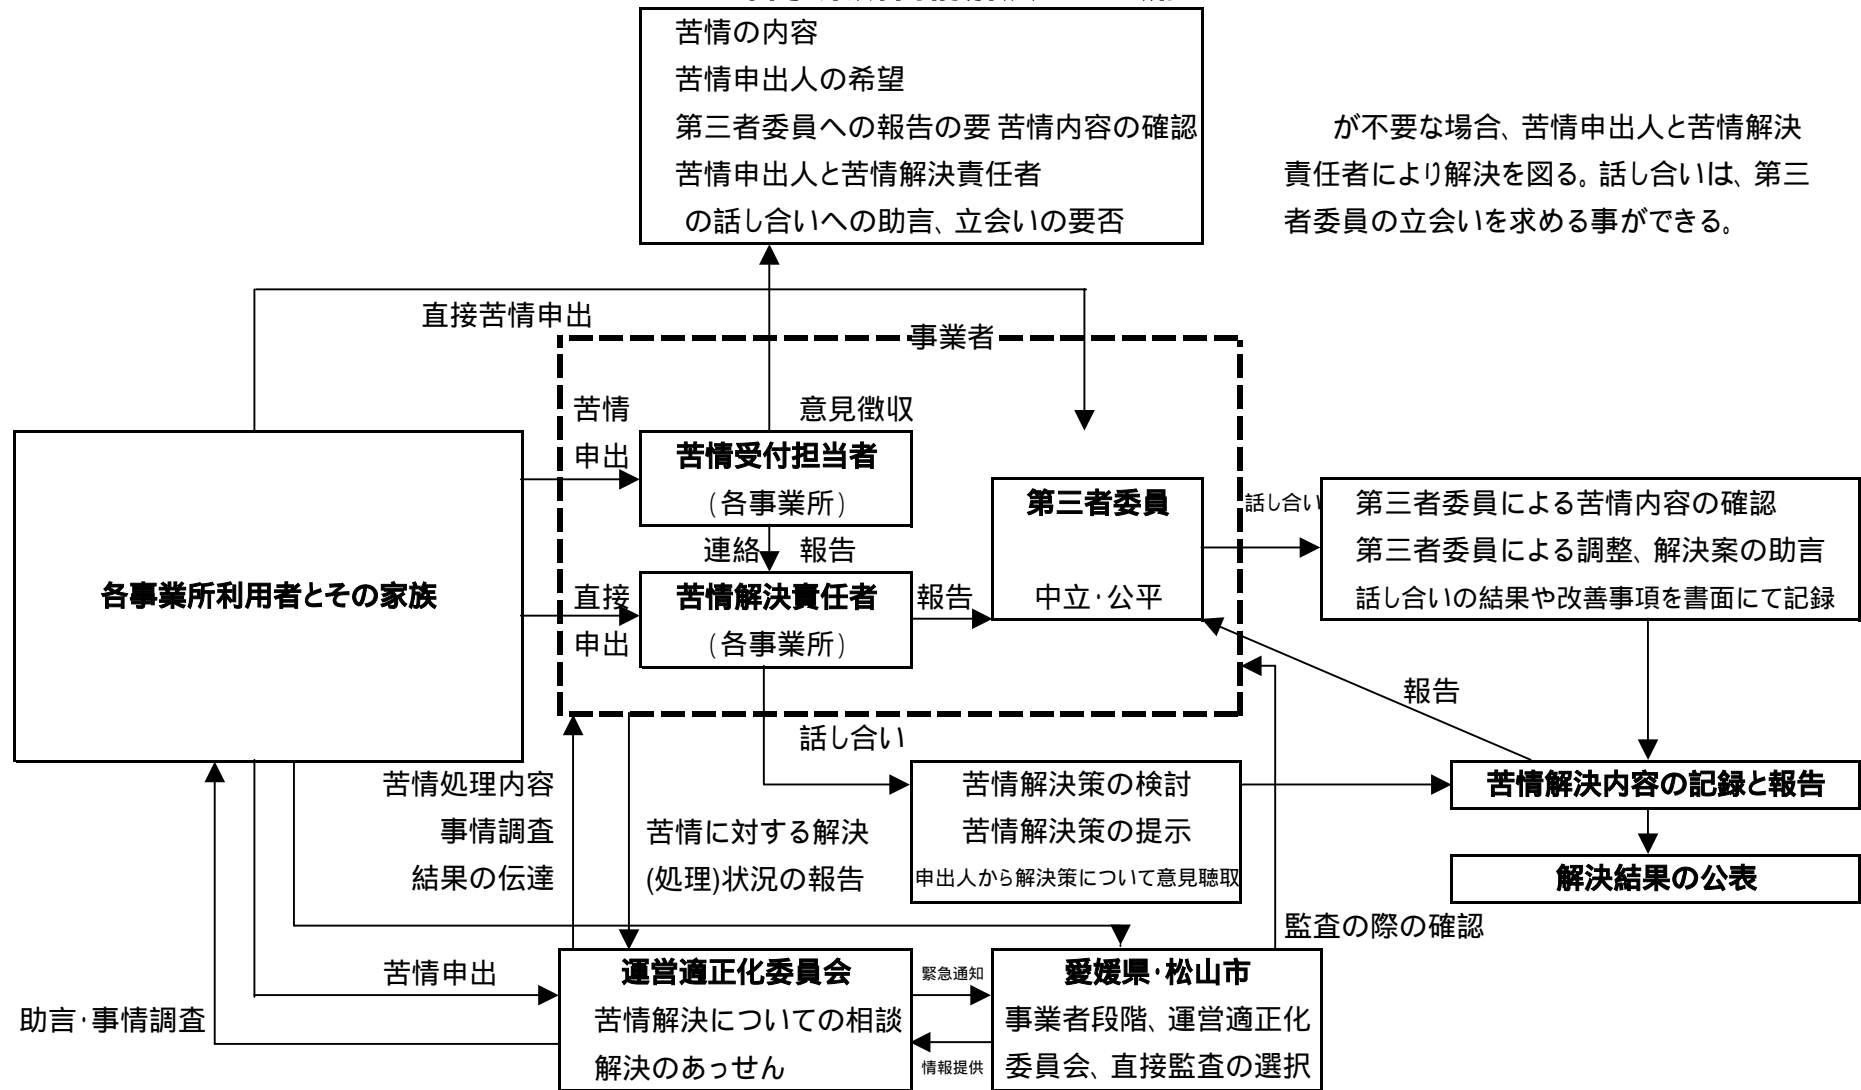 苦情の内容
苦情申出人の希望
第三者委員への報告の要 苦情内容の確認
苦情申出人と苦情解決責任者
の話し合いへの助言、立会いの要否
が不要な場合、苦情申出人と苦情解決
責任者により解決を図る。話し合いは、第三
者委員の立会いを求める事ができる。
直接苦情申出
事業者
苦情
申出
意見徴収
苦情受付担当者
(各事業所)
連絡 報告
各事業所利用者とその家族
直接
申出
苦情解決責任者
(各事業所)
報告
第三者委員
中立・公平
話し合い
第三者委員による苦情内容の確認
第三者委員による調整、解決案の助言
話し合いの結果や改善事項を書面にて記録
報告
話し合い
苦情処理内容
事情調査
結果の伝達
苦情に対する解決
(処理)状況の報告
苦情解決策の検討
苦情解決策の提示
申出人から解決策について意見聴取
苦情解決内容の記録と報告
解決結果の公表
監査の際の確認
苦情申出
助言・事情調査
運営適正化委員会
苦情解決についての相談
解決のあっせん
緊急通知
情報提供
愛媛県・松山市
事業者段階、運営適正化
委員会、直接監査の選択